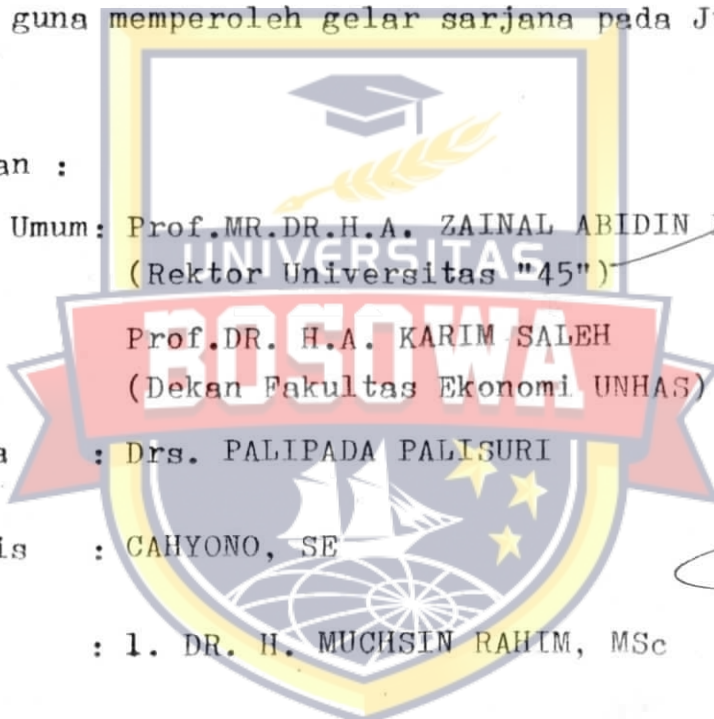 guna memperoleh gelar sarjana pada
an :
Umum: Prof.MR.DR.H.A. ZAINAL ABIDIN
(Rektor Universitas "45")
UNIVERSITAS
Prof.DR. H.A. KARIM SALEH
BOSOWA
(Dekan Fakultas Ekonomi UNHAS)
a : Drs. PALIPADA PALISURI
is : CAHYONO, SE
: 1. DR. H. MUCHSIN RAHIM, MSc